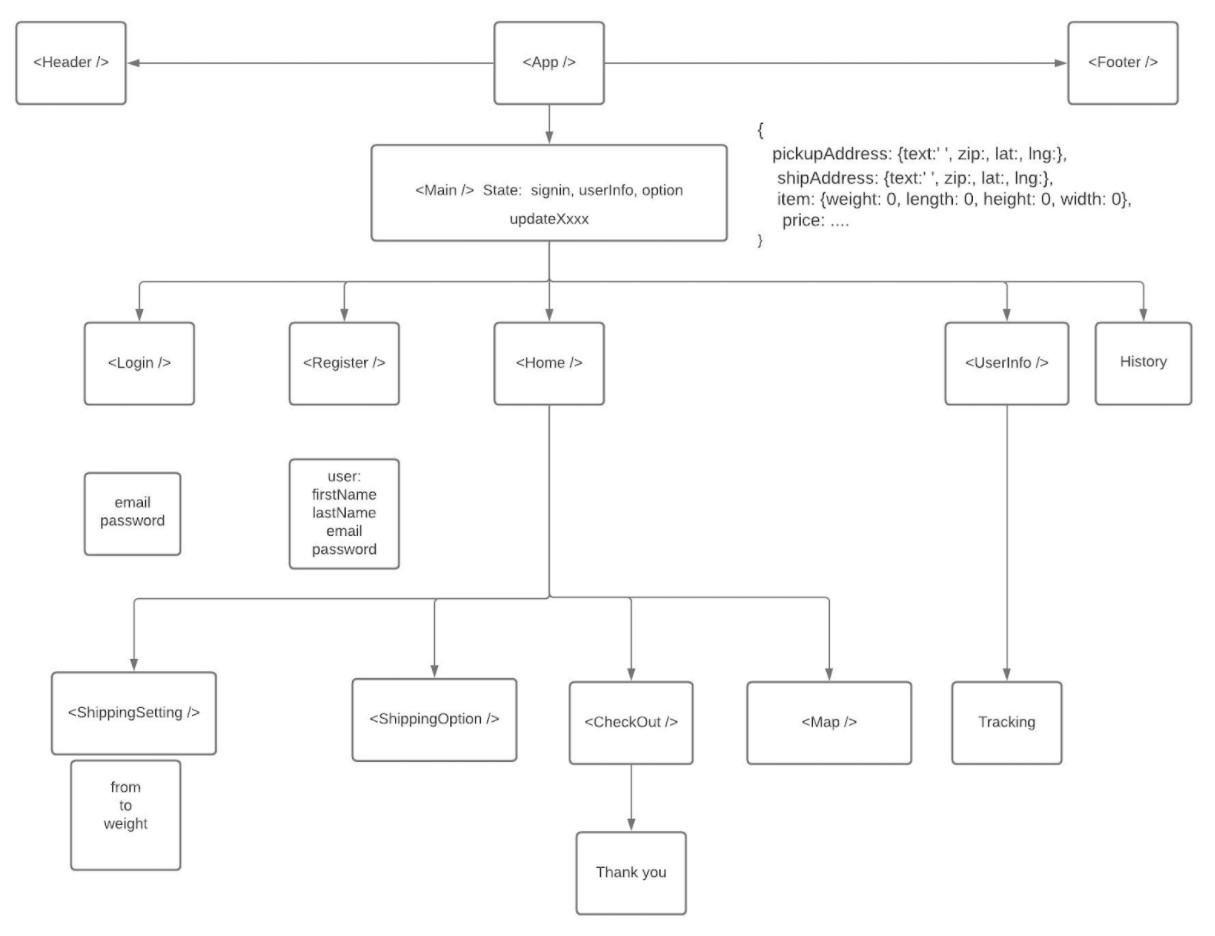 <Header />
<App />
<Footer />
{
pickupAddress: {text:' ', zip:, lat:, lng:},
shipAddress: {text:' ', zip:, lat:, lng:},
item: {weight: 0, length: 0, height: 0, width: 0},
price: ....
}
<Main /> State: signin, userInfo, option
updateXxxx
<Login />
<Register />
<Home />
<UserInfo />
History
email
password
user:
firstName
lastName
email
password
<ShippingSetting />
<ShippingOption />
<CheckOut />
<Map />
Tracking
from
to
weight
Thank you